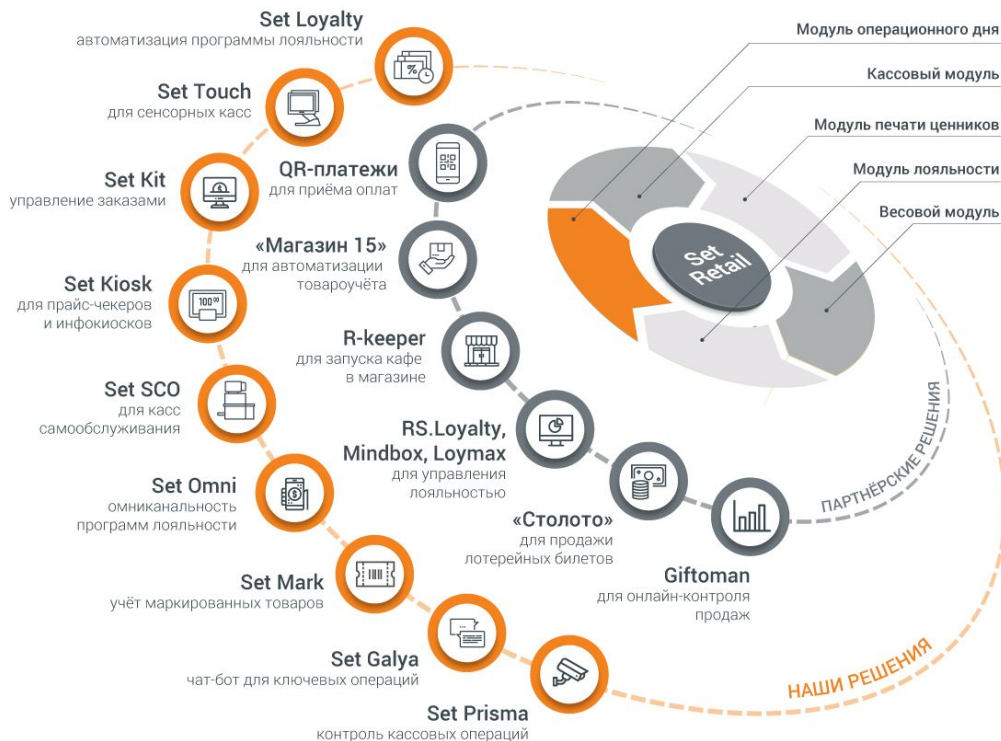 Set Loyalty
автоматизация программы лояльности
Set Touch
для сенсорных касс
Set Kit
управление заказами
Set Kiosk
для прайс-чекеров
и инфокиосков
100 00
Set SCO
для касс
самообслуживания
Set Omni
омниканальность
программ лояльности
Set Mark
учёт маркированных товаров
Set Galya
чат-бот для ключевых операций
Set Prisma
контроль кассовых операций
QR-платежи
для приёма оплат
«Магазин 15»
для автоматизации
товароучёта
R-keeper
для запуска кафе
в магазине
RS.Loyalty,
Mindbox, Loymax
для управления
лояльностью
«Столото»
для продажи
лотерейных билетов
Giftoman
для онлайн-контроля
продаж
Модуль операционного дня
Кассовый модуль
Модуль печати ценников
Модуль лояльности
Весовой модуль
Set
Retail
ПАРТНЁРСКИЕ РЕШЕНИЯ
НАШИ РЕШЕНИЯ